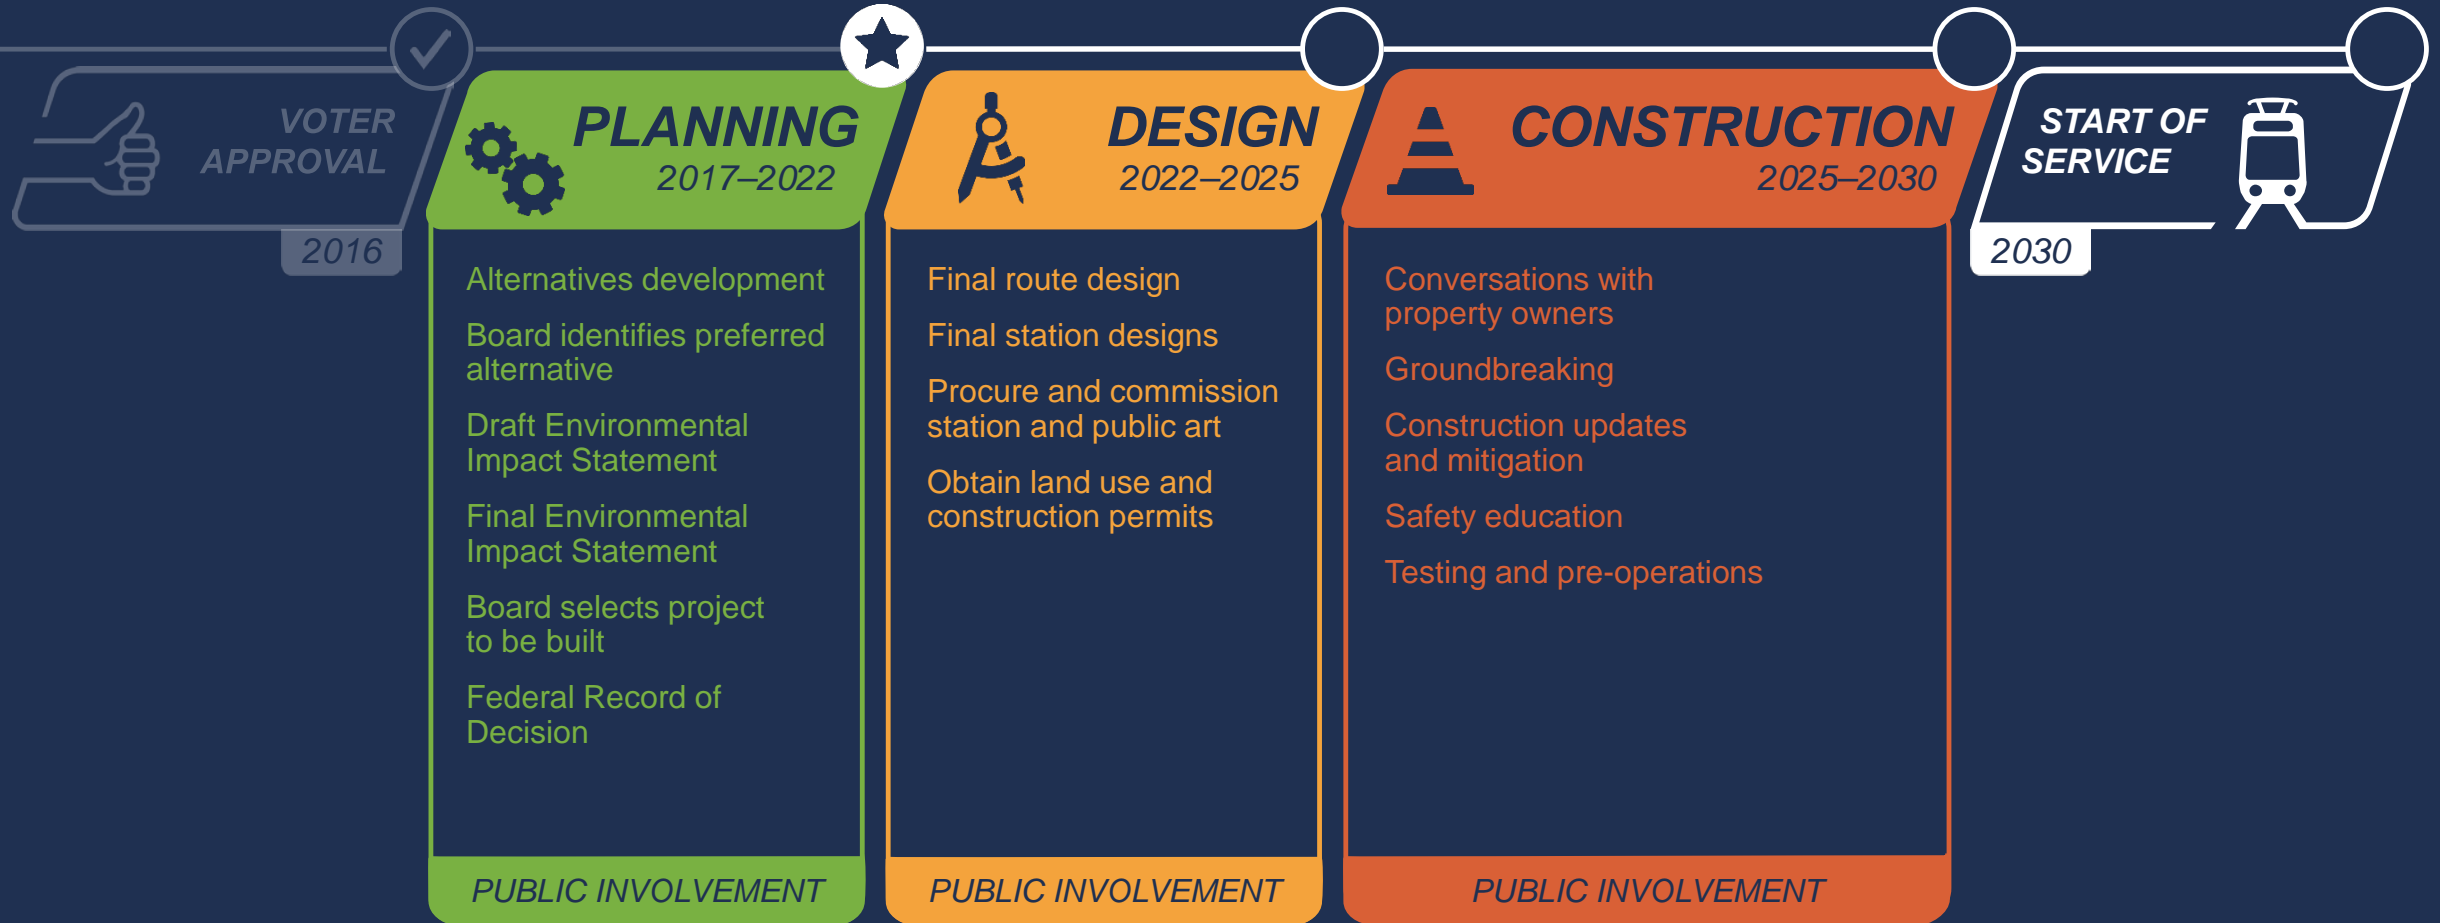 VOTER
APPROVAL
2016
PLANNING
2017–2022
Alternatives development
Board identifies preferred
alternative
Draft Environmental
Impact Statement
Final Environmental
Impact Statement
Board selects project
to be built
Federal Record of
Decision
PUBLIC INVOLVEMENT
DESIGN
2022–2025
Final route design
Final station designs
Procure and commission
station and public art
Obtain land use and
construction permits
PUBLIC INVOLVEMENT
CONSTRUCTION
2025–2030
Conversations with
property owners
Groundbreaking
Construction updates
and mitigation
Safety education
Testing and pre-operations
PUBLIC INVOLVEMENT
START OF
SERVICE
2030